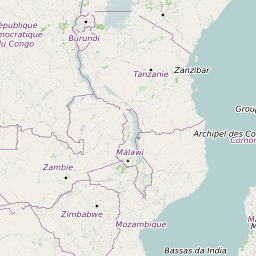 République
démocratique
du Congo
Burundi
Tanzanie
Zanzibar
Group
Archipel des Co
Comor
Malawi
M
Zambie
Zimbabwe
Mozambique
Bassas da India